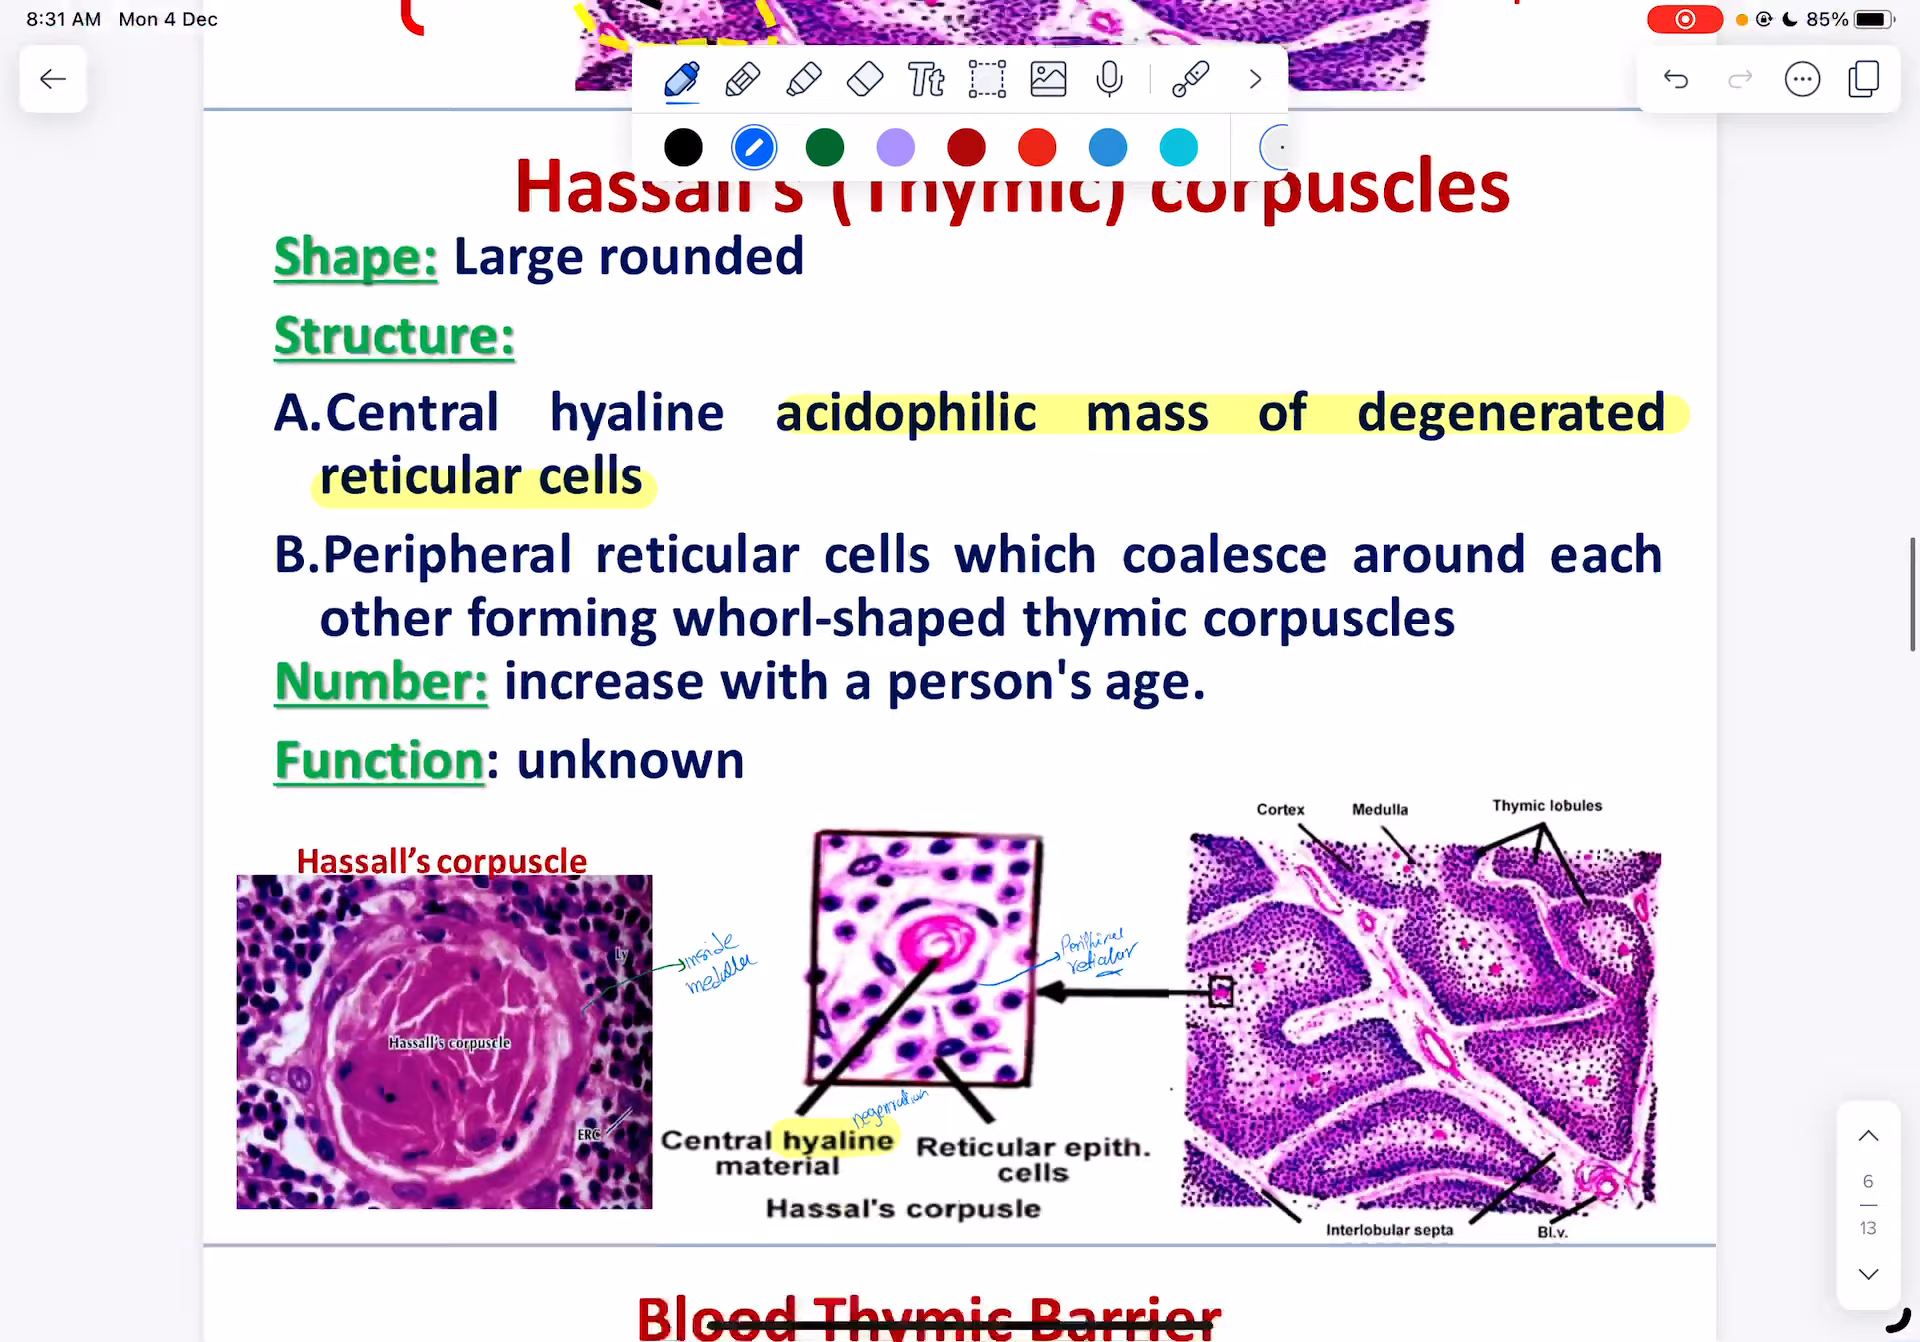 8:31 AM Mon 4 Dec
85%
Tt
Hassall's (Thymic) corpuscles
Shape: Large rounded
Structure:
A.Central hyaline acidophilic mass of degenerated
reticular cells
B.Peripheral reticular cells which coalesce around each
other forming whorl-shaped thymic corpuscles
Number: increase with a person's age.
Function: unknown
Hassall's corpuscle
Ly
Hassall's corpuscle
ERC
inside
medulla
reticular
Central hyaline
material
Reticular epith.
cells
Hassal's corpusle
Cortex
Medulla
Thymic lobules
Interlobular septa
Bl.v.
6
13
Blood Thymic Barrier